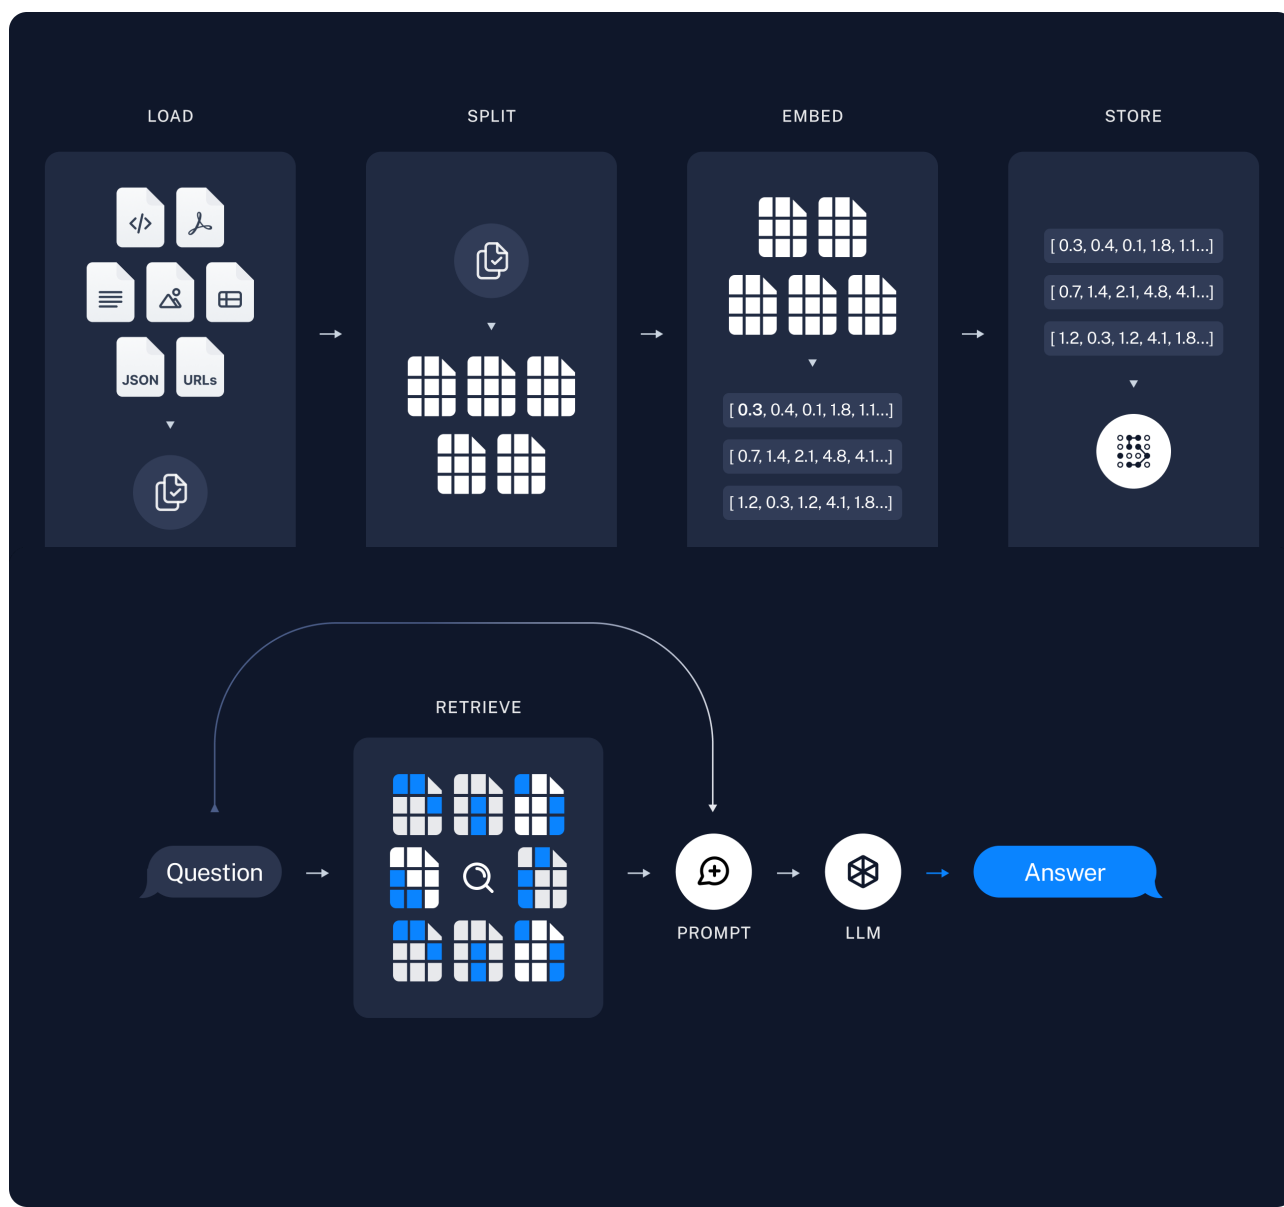 LOAD
SPLIT
EMBED
STORE
JSON
URLs
[ 0.3, 0.4, 0.1, 1.8, 1.1...]
[ 0.7, 1.4, 2.1, 4.8, 4.1...]
[ 1.2, 0.3, 1.2, 4.1, 1.8...]
[ 0.3, 0.4, 0.1, 1.8, 1.1...]
[ 0.7, 1.4, 2.1, 4.8, 4.1...]
[ 1.2, 0.3, 1.2, 4.1, 1.8...]
RETRIEVE
Question
PROMPT
LLM
Answer